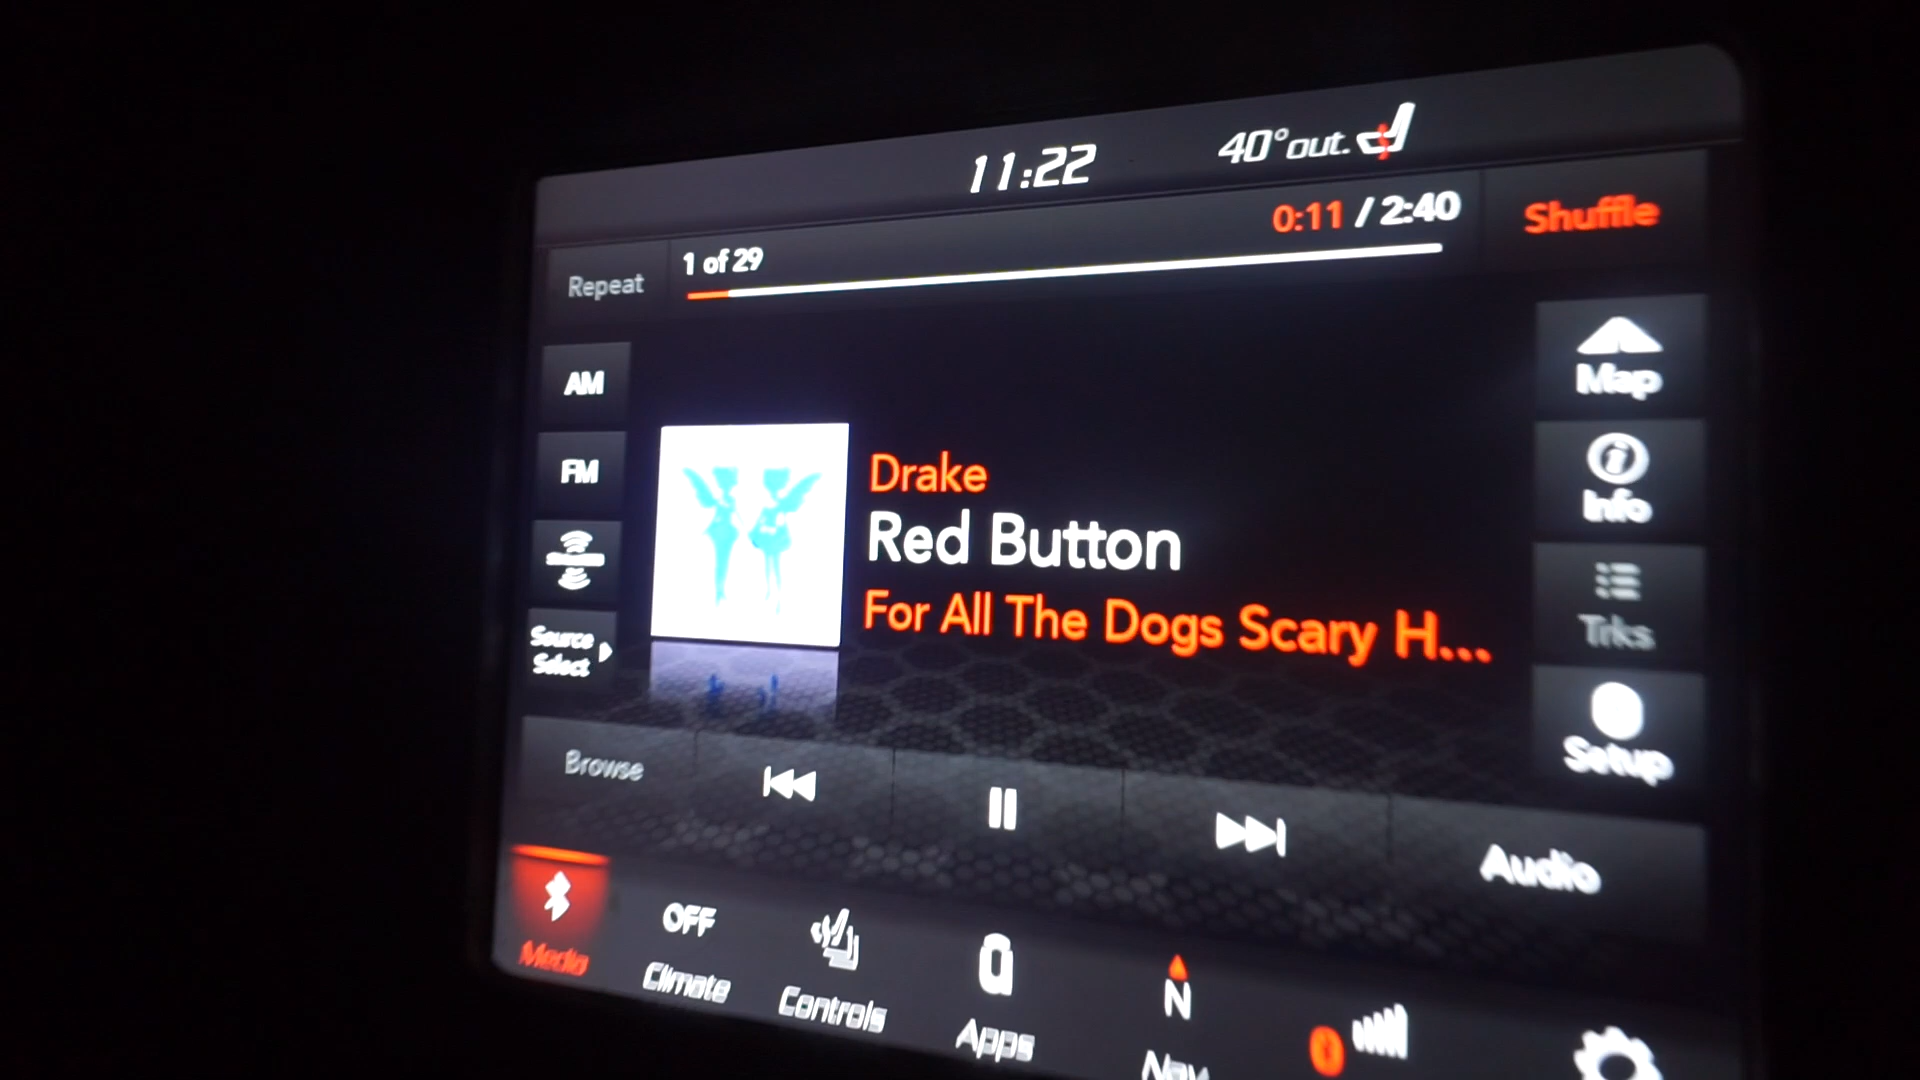 11:22
40°out.
0:11 / 2:40
Shuffle
1 of 29
Repeat
AM
FM
Source
Select
Drake
Red Button
For All The Dogs Scary H...
Map
Info
Trks
Setup
Browse
Audio
Media
OFF
Climate
Controls
Apps
N
Nav